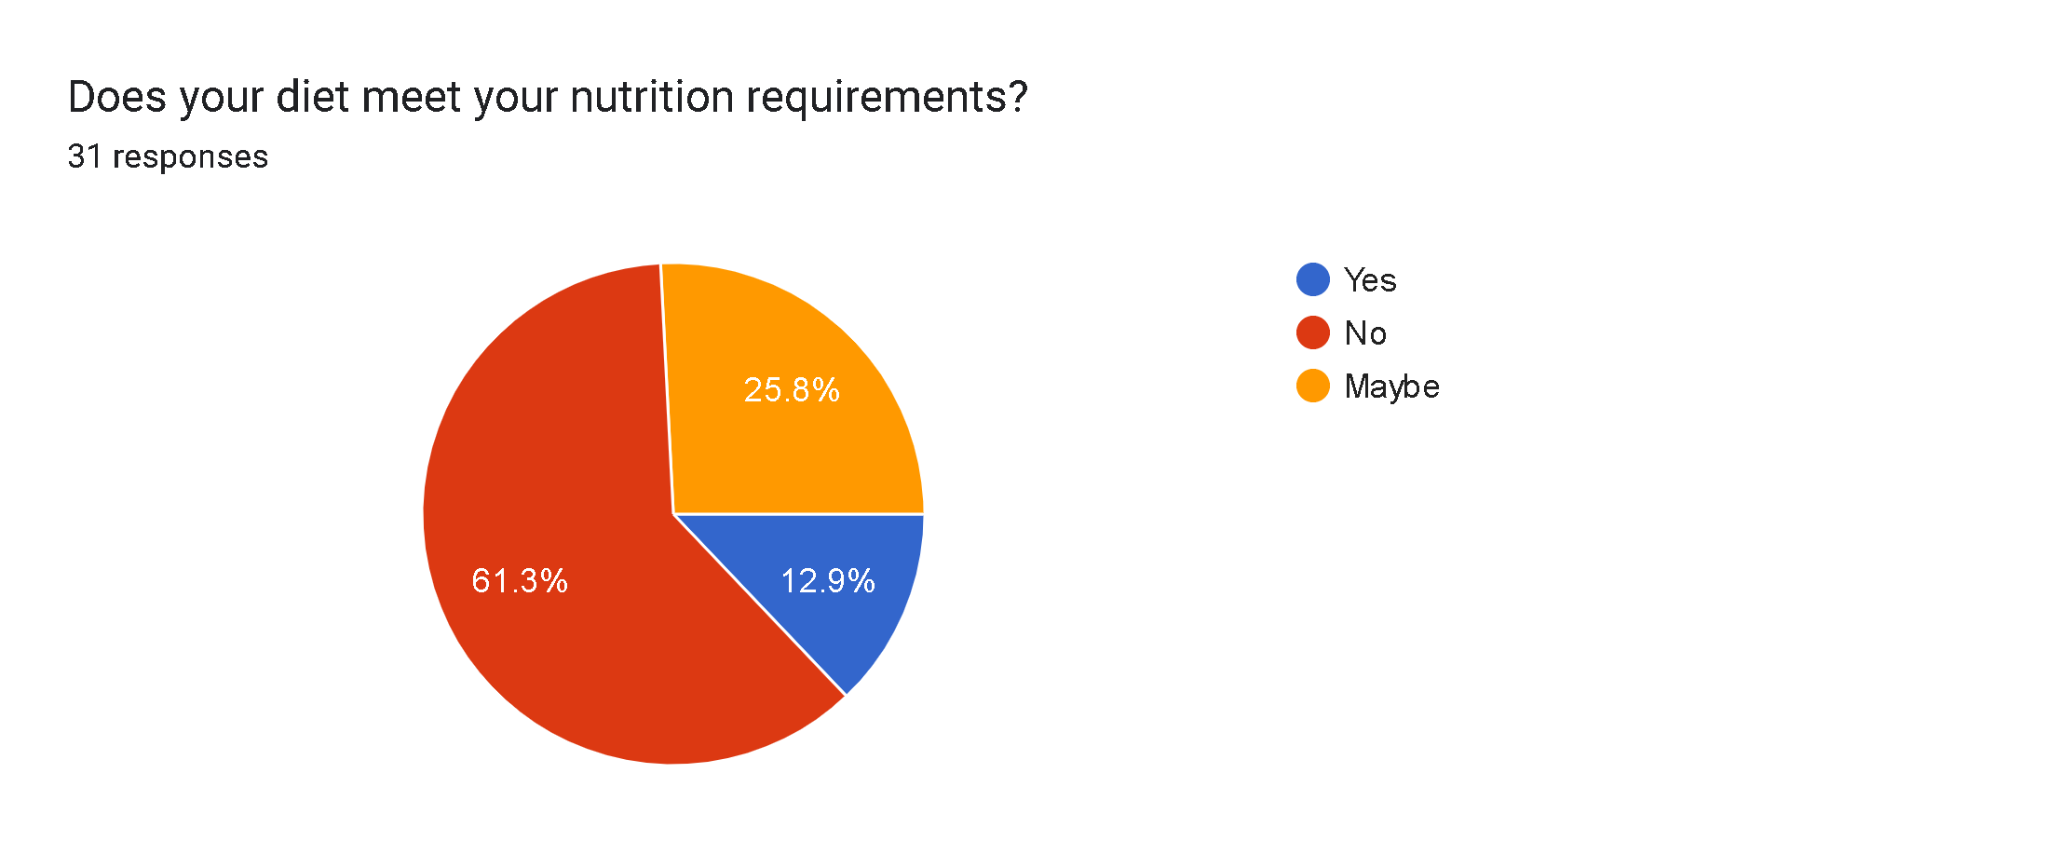 Does your diet meet your nutrition requirements?
31 responses
Yes
No
Maybe
25.8%
61.3%
12.9%